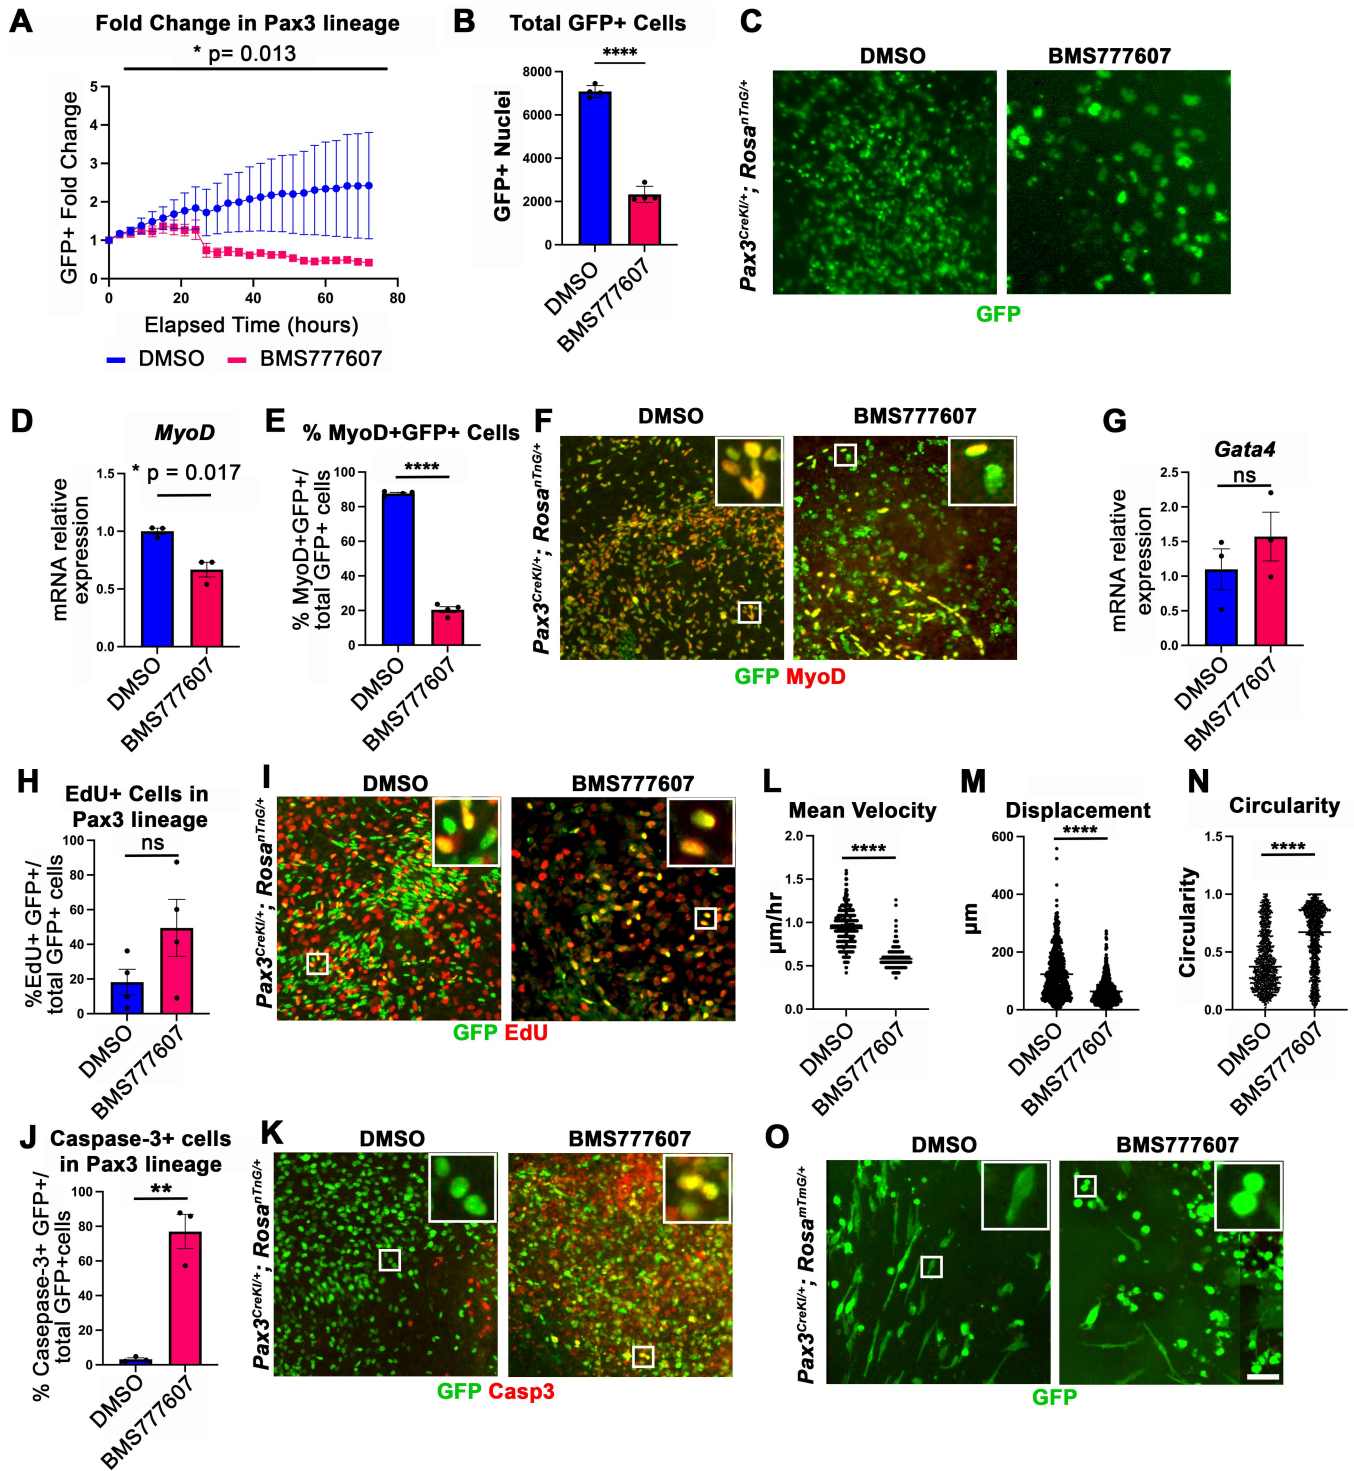 A
Fold Change in Pax3 lineage
* p= 0.013
GFP+ Fold Change
5
4
3
2
1
0
0 20 40 60 80
Elapsed Time (hours)
DMSO BMS777607
B
Total GFP+ Cells
****
GFP+ Nuclei
8000
6000
4000
2000
0
DMSO
BMS777607
C
DMSO BMS777607
Pax3CreKI/+; RosanTnG/+
GFP
D
MyoD
* p = 0.017
mRNA relative
expression
1.5
1.0
0.5
0.0
DMSO
BMS777607
E
% MyoD+GFP+ Cells
****
% MyoD+GFP+/
total GFP+ cells
100
80
60
40
20
0
DMSO
BMS777607
F
DMSO BMS777607
Pax3CreKI/+; RosanTnG/+
GFP MyoD
G
Gata4
ns
mRNA relative
expression
2.5
2.0
1.5
1.0
0.5
0.0
DMSO
BMS777607
H
EdU+ Cells in
Pax3 lineage
ns
%EdU+ GFP+/
total GFP+ cells
100
80
60
40
20
0
DMSO
BMS777607
I
DMSO BMS777607
Pax3CreKI/+; RosanTnG/+
GFP EdU
L
Mean Velocity
****
µm/hr
2.0
1.5
1.0
0.5
0.0
DMSO
BMS777607
M
Displacement
****
µm
600
400
200
0
DMSO
BMS777607
N
Circularity
****
Circularity
1.5
1.0
0.5
0.0
DMSO
BMS777607
J
Caspase-3+ cells
in Pax3 lineage
**
% Casepase-3+ GFP+/
total GFP+cells
100
80
60
40
20
0
DMSO
BMS777607
K
DMSO BMS777607
Pax3CreKI/+; RosanTnG/+
GFP Casp3
O
DMSO BMS777607
Pax3CreKI/+; RosamTmG/+
GFP